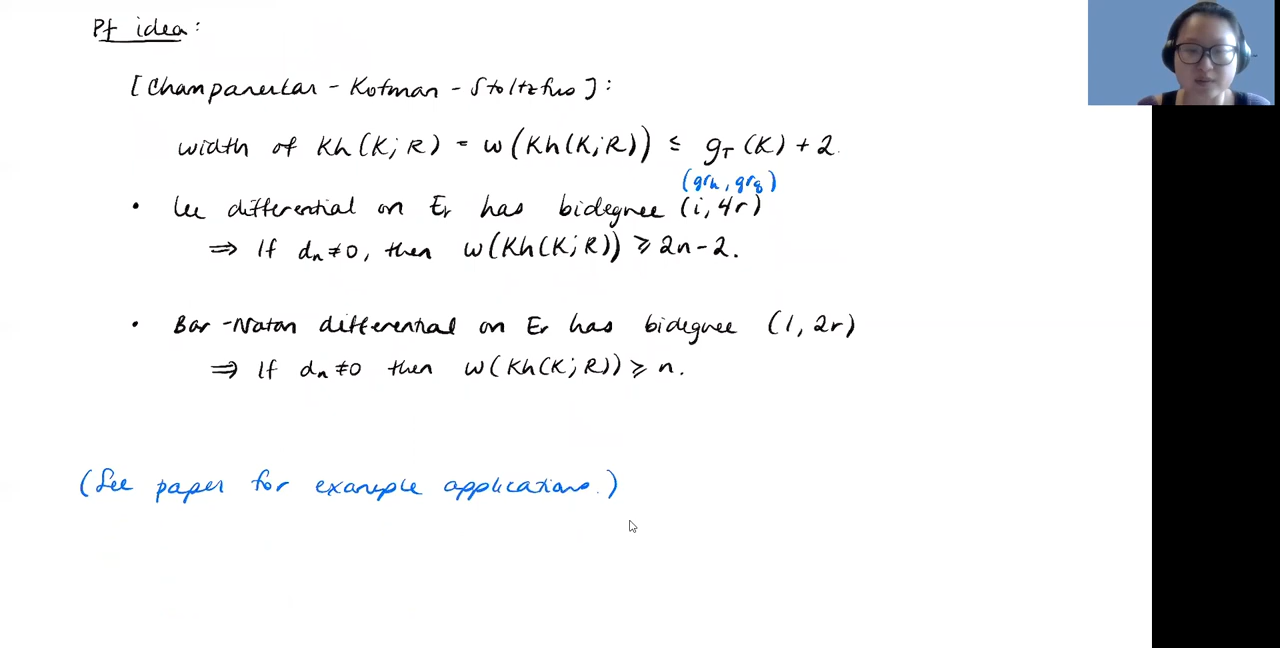 Pf idea:
[Champanerkar - Kofman - Stoltzfus]:
width of Kh(K; R) = w(Kh(K; R)) ≤ g_T(K) + 2.
(gr_h, gr_q)
• Lee differential on E_r has bidegree (1, 4r)
⇒ If d_n ≠ 0, then w(Kh(K; R)) ≥ 2n - 2.
• Bar-Natan differential on E_r has bidegree (1, 2r)
⇒ If d_n ≠ 0 then w(Kh(K; R)) ≥ n.
(See paper for example applications.)